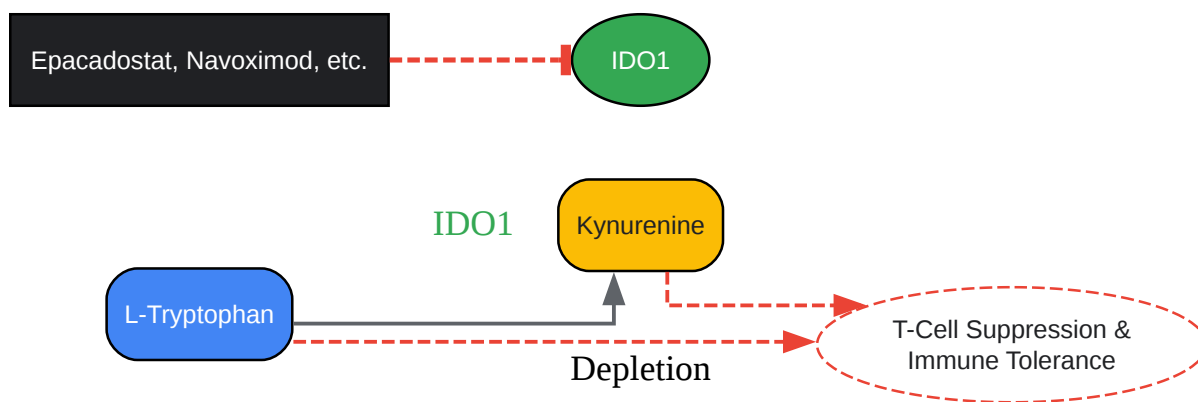 Epacadostat, Navoximod, etc.
IDO1
IDO1
Kynurenine
L-Tryptophan
T-Cell Suppression &
Immune Tolerance
Depletion